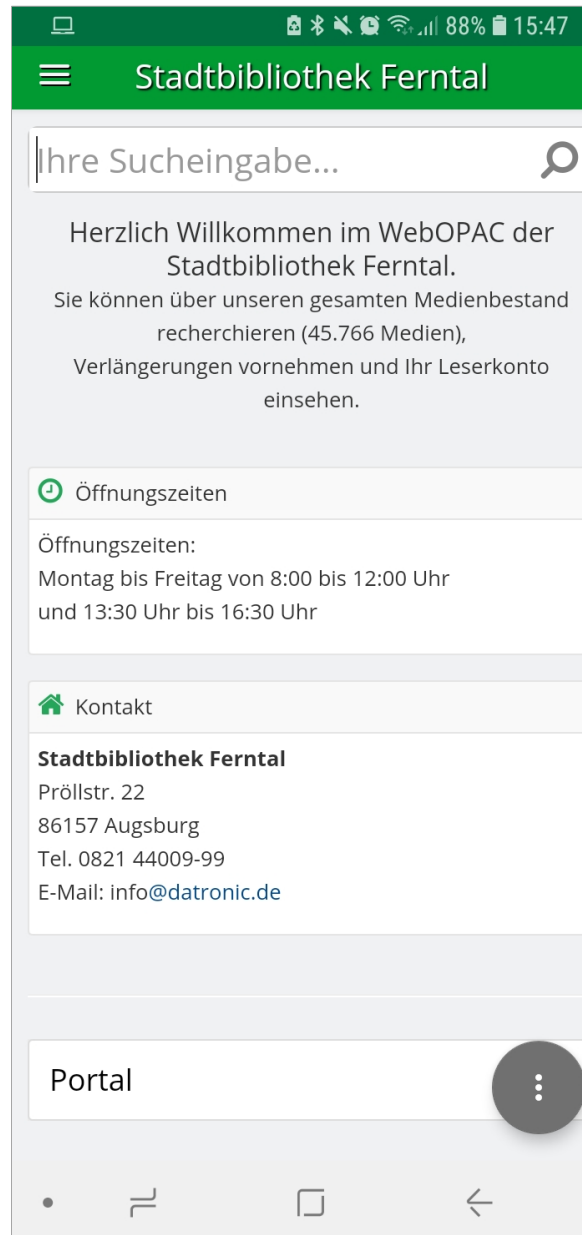 88% 15:47
Stadtbibliothek Ferntal
Ihre Sucheingabe...
Herzlich Willkommen im WebOPAC der
Stadtbibliothek Ferntal.
Sie können über unseren gesamten Medienbestand
recherchieren (45.766 Medien),
Verlängerungen vornehmen und Ihr Leserkonto
einsehen.
Öffnungszeiten
Öffnungszeiten:
Montag bis Freitag von 8:00 bis 12:00 Uhr
und 13:30 Uhr bis 16:30 Uhr
Kontakt
Stadtbibliothek Ferntal
Pröllstr. 22
86157 Augsburg
Tel. 0821 44009-99
E-Mail: info@datronic.de
Portal